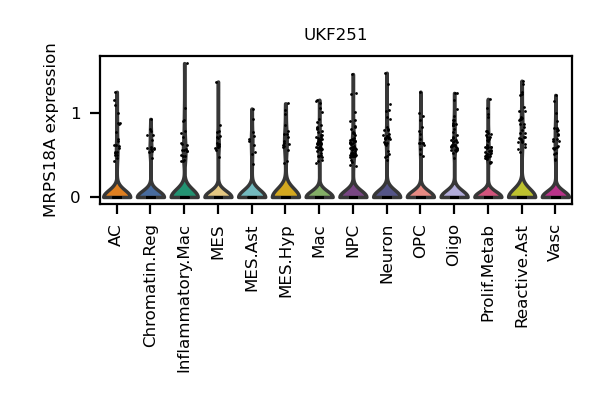 UKF251
MRPS18A expression
1
0
AC
Chromatin.Reg
Inflammatory.Mac
MES
MES.Ast
MES.Hyp
Mac
NPC
Neuron
OPC
Oligo
Prolif.Metab
Reactive.Ast
Vasc